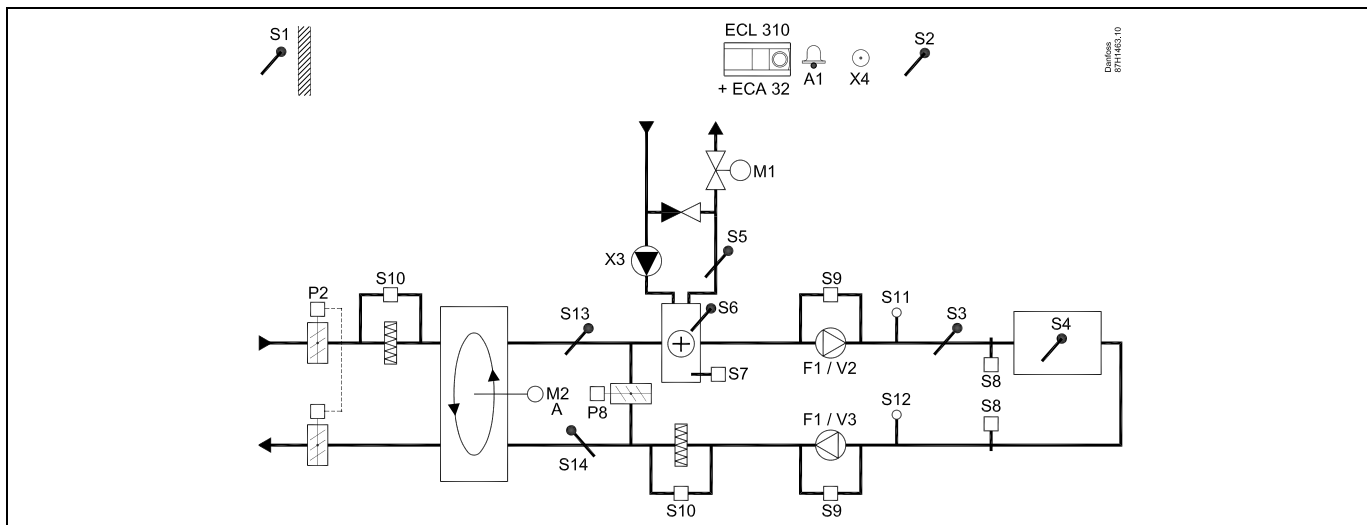 S1
ECL 310
+ ECA 32
A1
X4
S2
Danfoss
87H1463.10
M1
S5
X3
P2
S10
S13
S6
S7
S9
F1 / V2
S11
S3
S4
S8
M2
A
P8
S14
S10
F1 / V3
S9
S12
S8